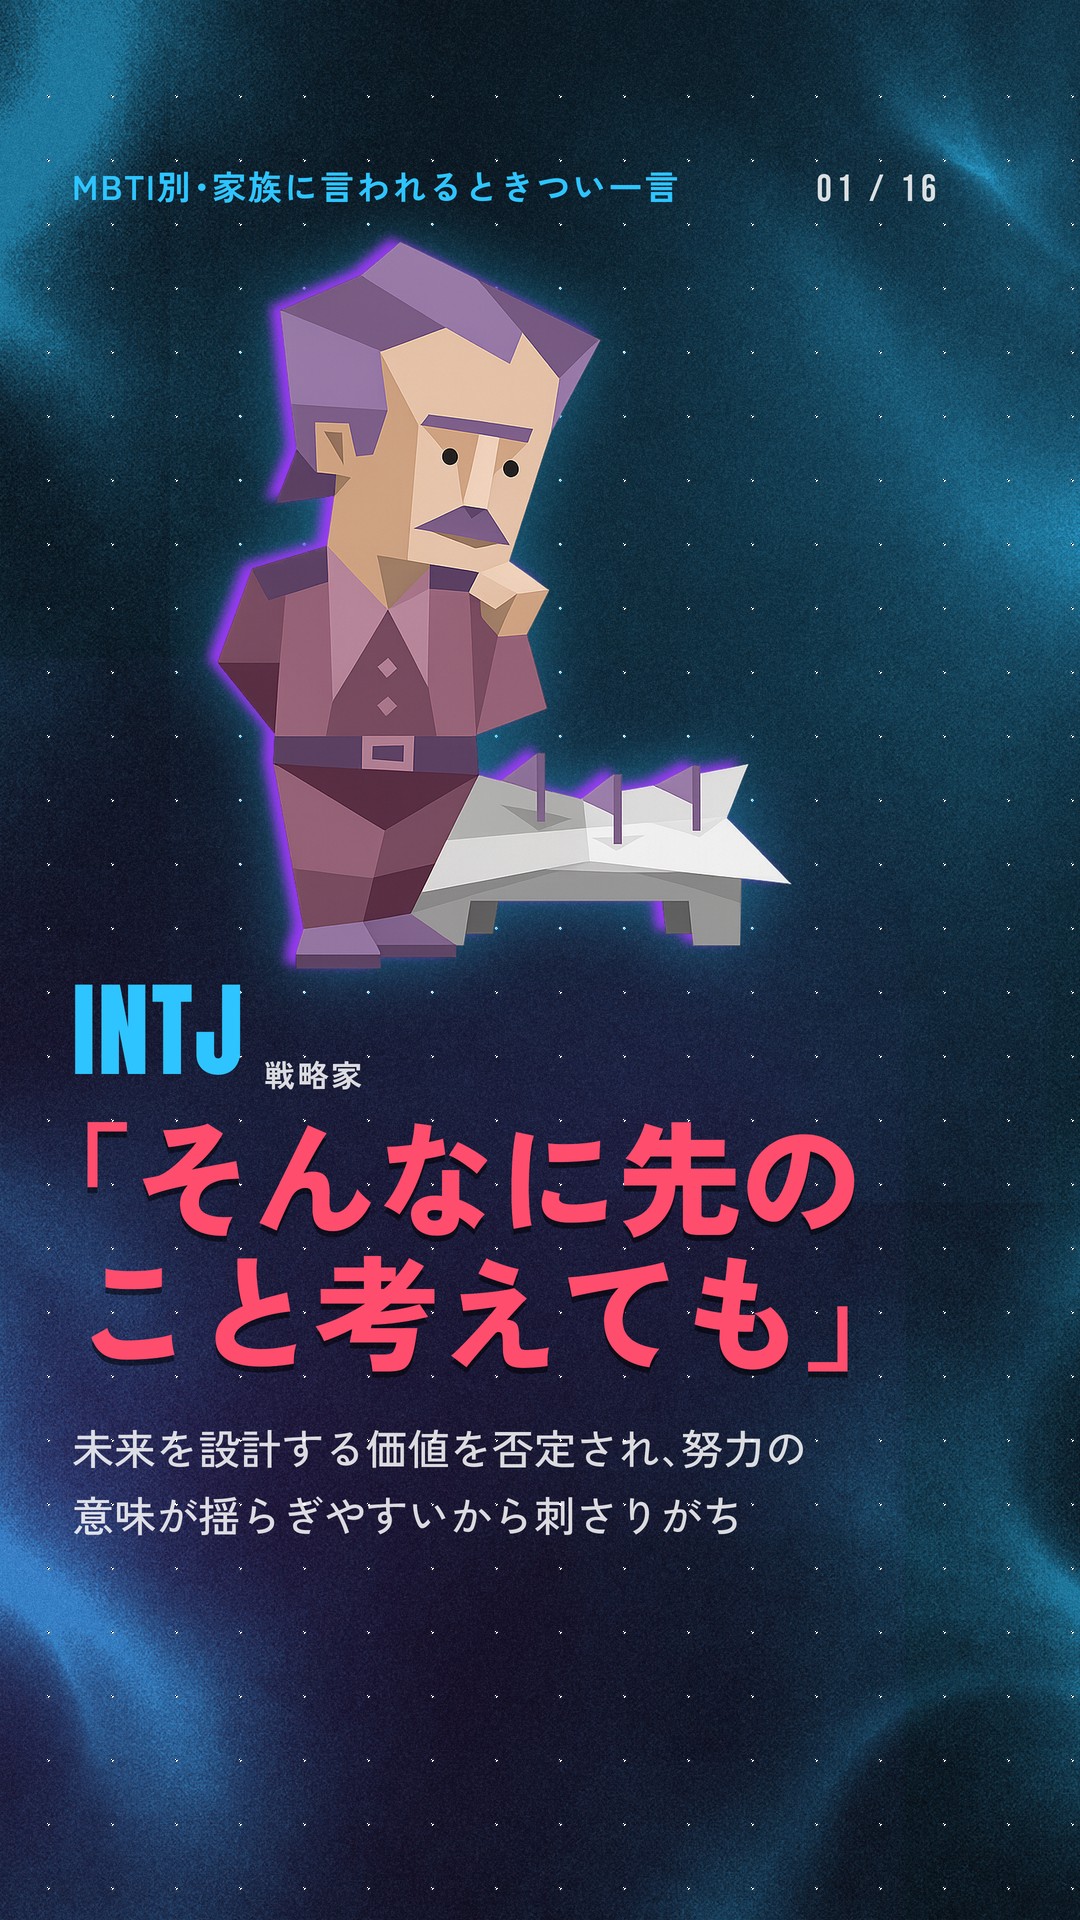 MBTI別・家族に言われるときつい一言
01 / 16
INTJ
戦略家
「そんなに先の
こと考えても」
未来を設計する価値を否定され、努力の
意味が揺らぎやすいから刺さりがち